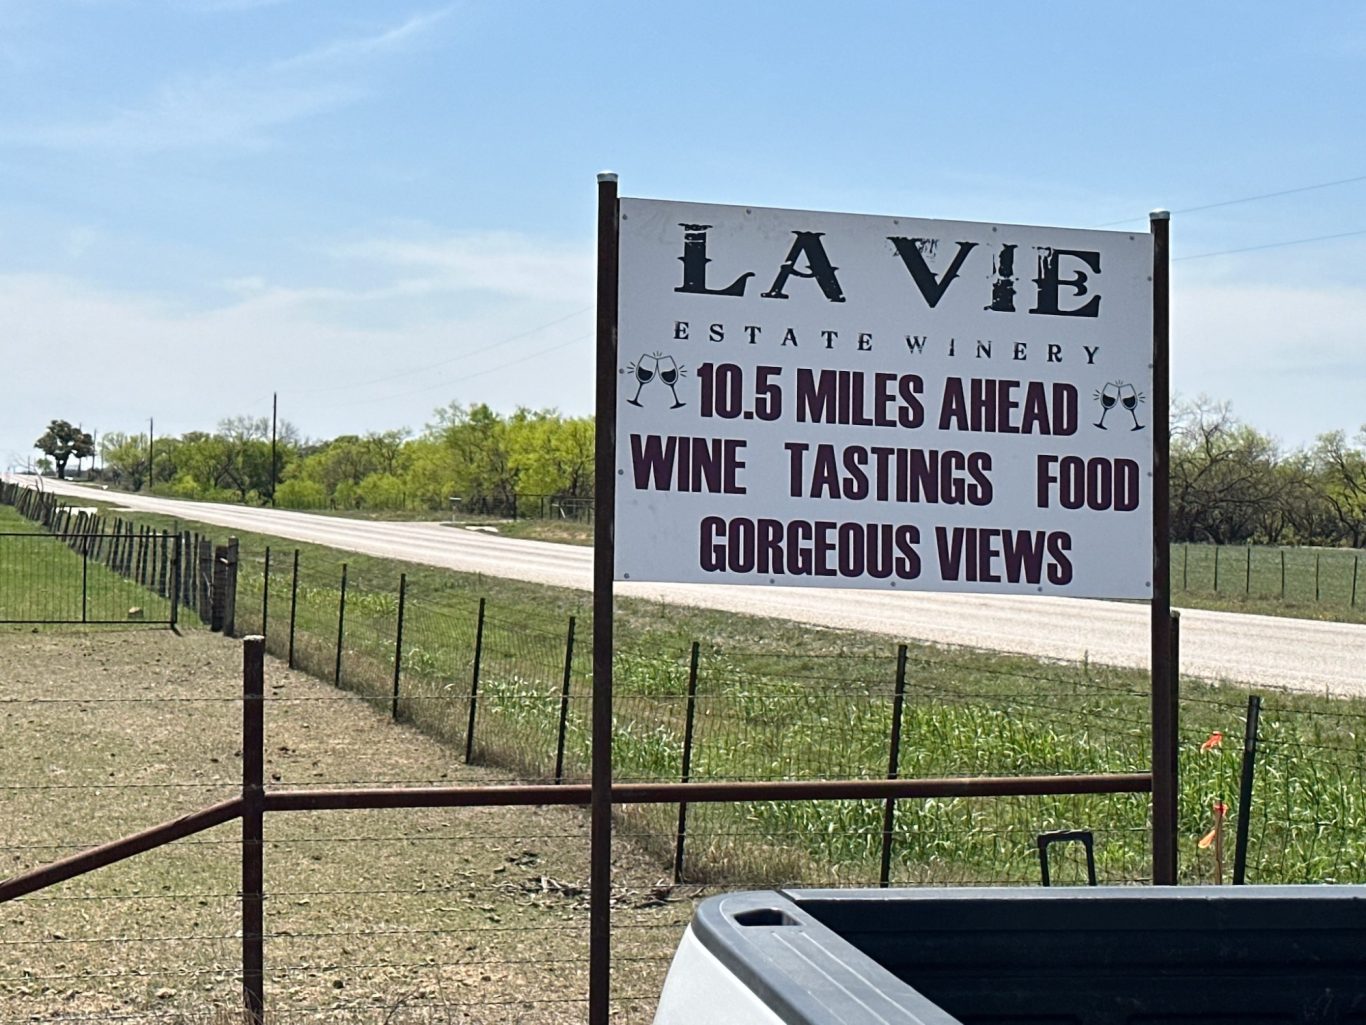 LA VIE
ESTATE WINERY
10.5 MILES AHEAD
WINE TASTINGS FOOD
GORGEOUS VIEWS